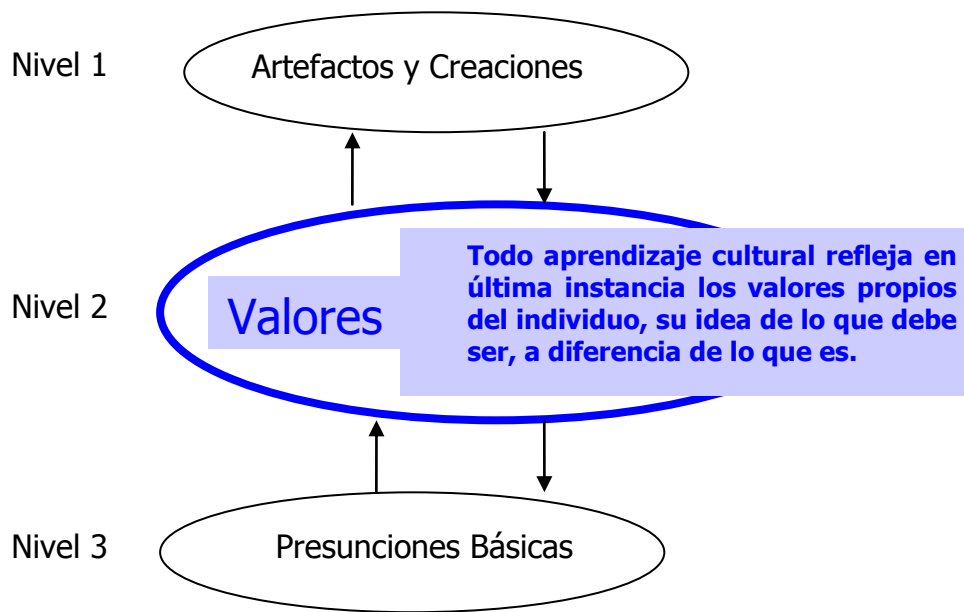 Nivel 1
Artefactos y Creaciones
Nivel 2
Valores
Todo aprendizaje cultural refleja en
última instancia los valores propios
del individuo, su idea de lo que debe
ser, a diferencia de lo que es.
Nivel 3
Presunciones Básicas